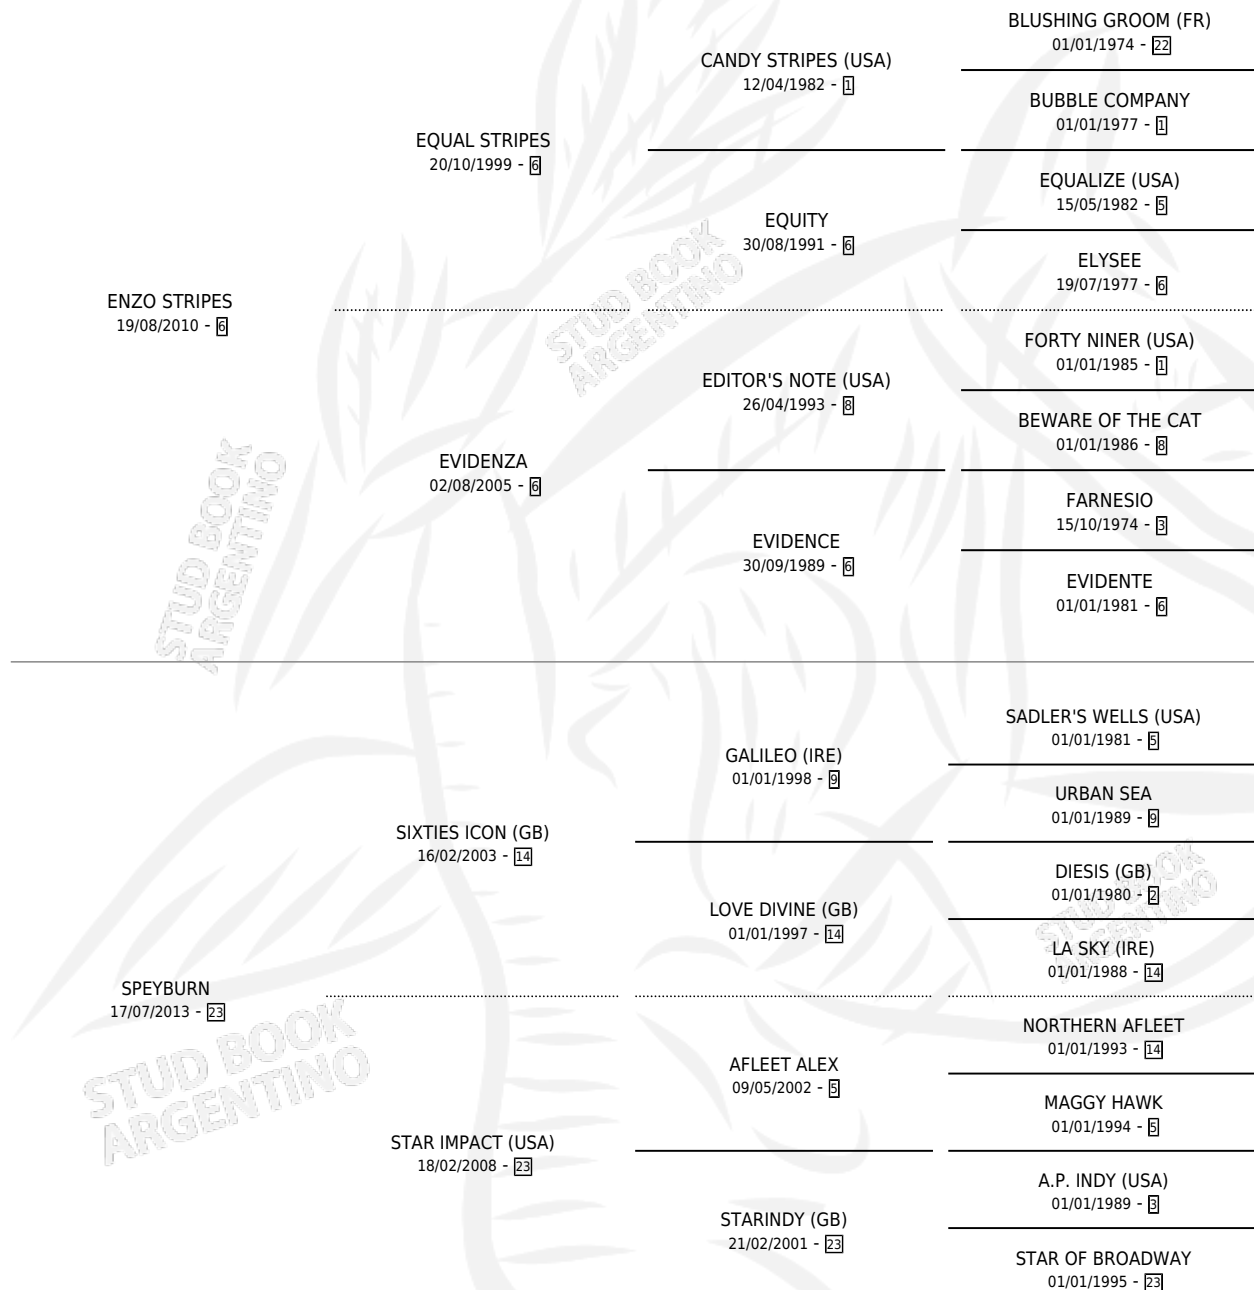 BLUSHING GROOM (FR)
01/01/1974 - 22
CANDY STRIPES (USA)
12/04/1982 - 1
BUBBLE COMPANY
01/01/1977 - 1
EQUAL STRIPES
20/10/1999 - 6
EQUALIZE (USA)
15/05/1982 - 5
EQUITY
30/08/1991 - 6
ELYSEE
19/07/1977 - 6
ENZO STRIPES
19/08/2010 - 6
FORTY NINER (USA)
01/01/1985 - 1
EDITOR'S NOTE (USA)
26/04/1993 - 8
BEWARE OF THE CAT
01/01/1986 - 8
EVIDENZA
02/08/2005 - 6
FARNESIO
15/10/1974 - 3
EVIDENCE
30/09/1989 - 6
EVIDENTE
01/01/1981 - 6
SADLER'S WELLS (USA)
01/01/1981 - 5
GALILEO (IRE)
01/01/1998 - 9
URBAN SEA
01/01/1989 - 9
SIXTIES ICON (GB)
16/02/2003 - 14
DIESIS (GB)
01/01/1980 - 2
LOVE DIVINE (GB)
01/01/1997 - 14
LA SKY (IRE)
01/01/1988 - 14
SPEYBURN
17/07/2013 - 23
NORTHERN AFLEET
01/01/1993 - 14
AFLEET ALEX
09/05/2002 - 5
MAGGY HAWK
01/01/1994 - 5
STAR IMPACT (USA)
18/02/2008 - 23
A.P. INDY (USA)
01/01/1989 - 3
STARINDY (GB)
21/02/2001 - 23
STAR OF BROADWAY
01/01/1995 - 23
STUD BOOK
ARGENTINO
STUD BOOK
ARGENTINO
STUD BOOK
ARGENTINO
STUD BOOK
ARGENTINO